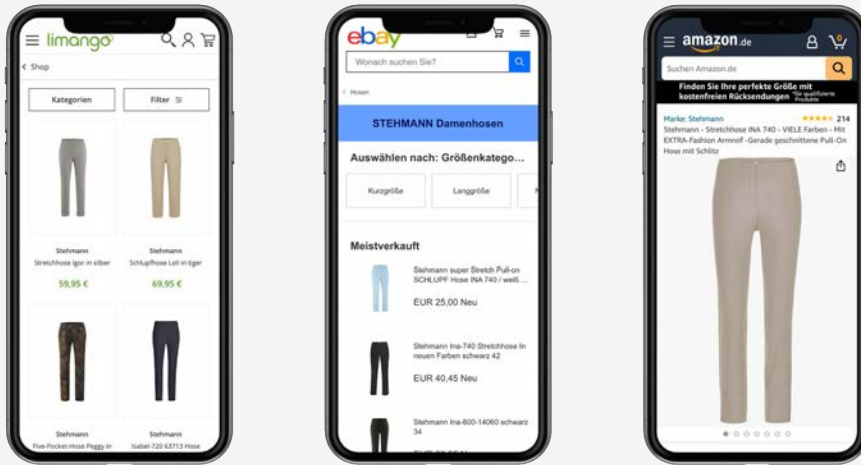 limango
Shop
Kategorien
Filter
Stehmann
Stretchhose Igor in silber
59,95 €
Stehmann
Schlupfhose Loli in tiger
69,95 €
Stehmann
Five-Pocket-Hose Peggy in
Stehmann
Isabel-720 63713 Hose
ebay
Wonach suchen Sie?
Hosen
STEHMANN Damenhosen
Auswählen nach: Größenkatego...
Kurzgröße
Langgröße
Meistverkauft
Stehmann super Stretch Pull-on
SCHLUPF Hose INA 740 / weiß ...
EUR 25,00 Neu
Stehmann Ina-740 Stretchhose In
neuen Farben schwarz 42
EUR 40,45 Neu
Stehmann Ina-800-14060 schwarz
34
amazon.de
0
Suchen Amazon.de
Finden Sie Ihre perfekte Größe mit
kostenfreien Rücksendungen *für qualifizierte
Produkte
Marke: Stehmann
214
Stehmann - Stretchhose INA 740 - VIELE Farben - Mit
EXTRA-Fashion Armreif -Gerade geschnittene Pull-On
Hose mit Schlitz